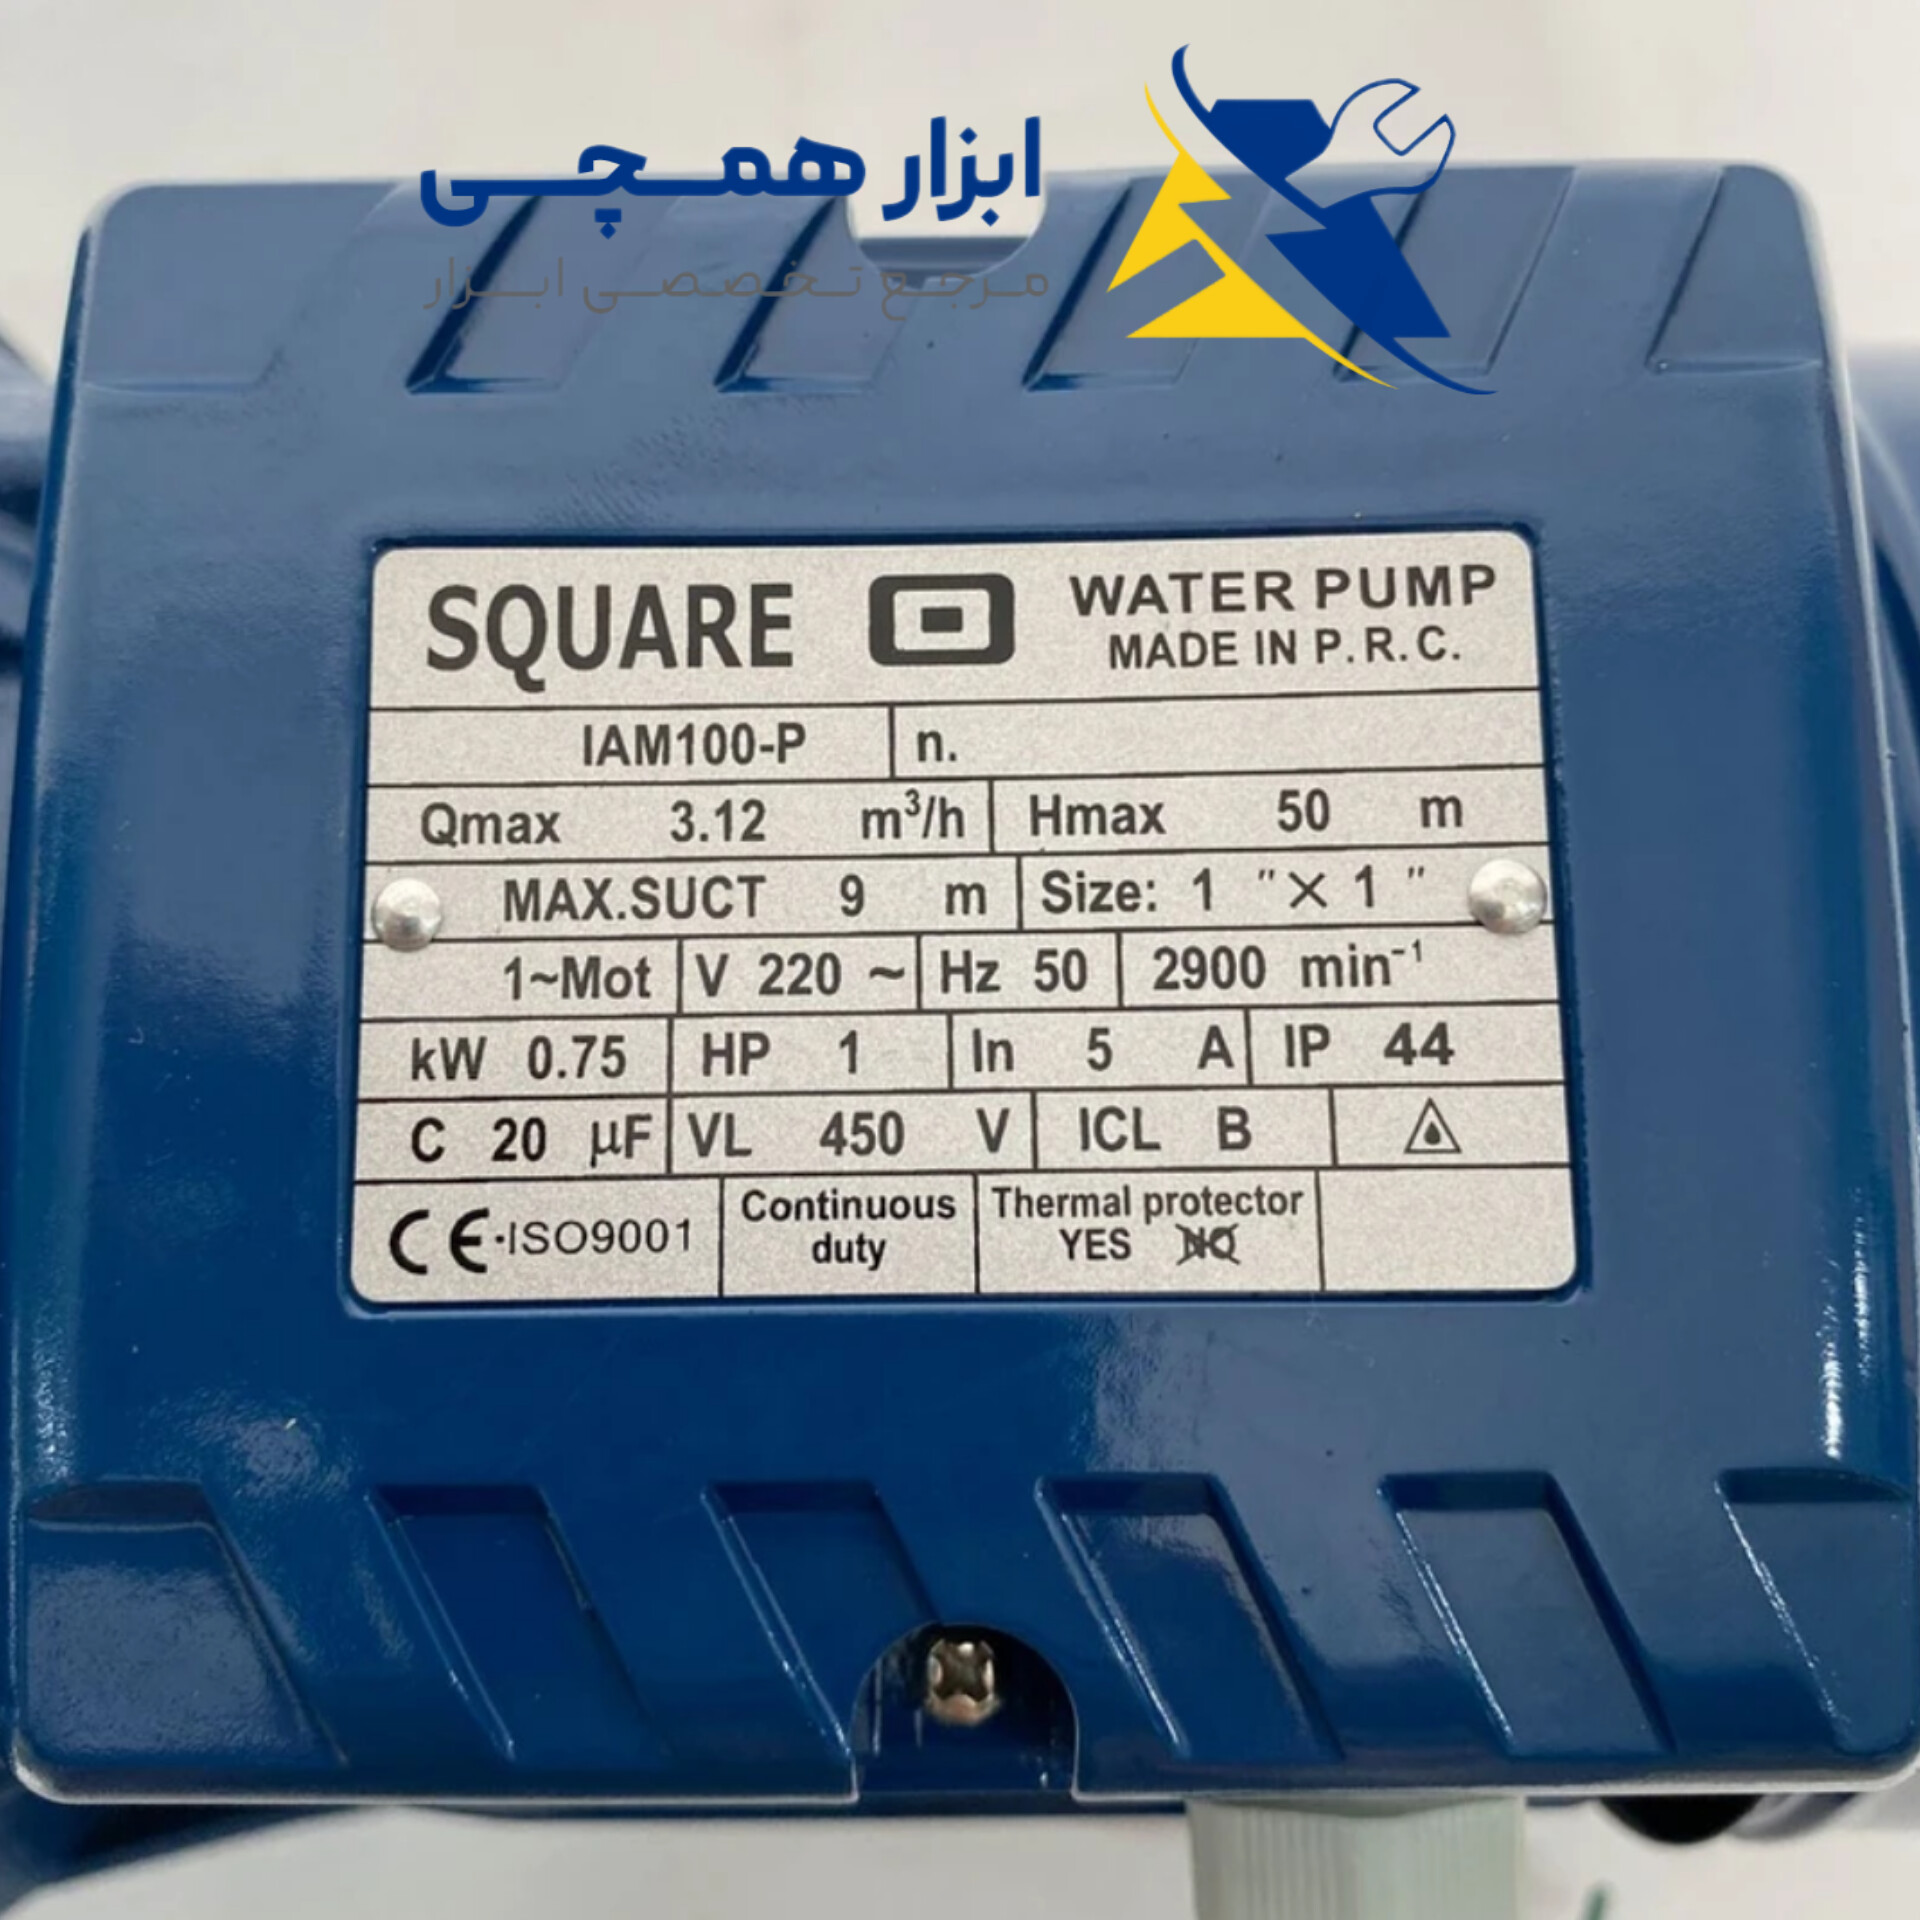 ابزار همچی
مرجع تخصصی ابزار
SQUARE WATER PUMP
MADE IN P.R.C.
IAM100-P n.
Qmax 3.12 m³/h Hmax 50 m
MAX.SUCT 9 m Size: 1 "×1 "
1~Mot V 220 ~ Hz 50 2900 min⁻¹
kW 0.75 HP 1 In 5 A IP 44
C 20 µF VL 450 V ICL B
CE·ISO9001 Continuous duty Thermal protector
YES NO